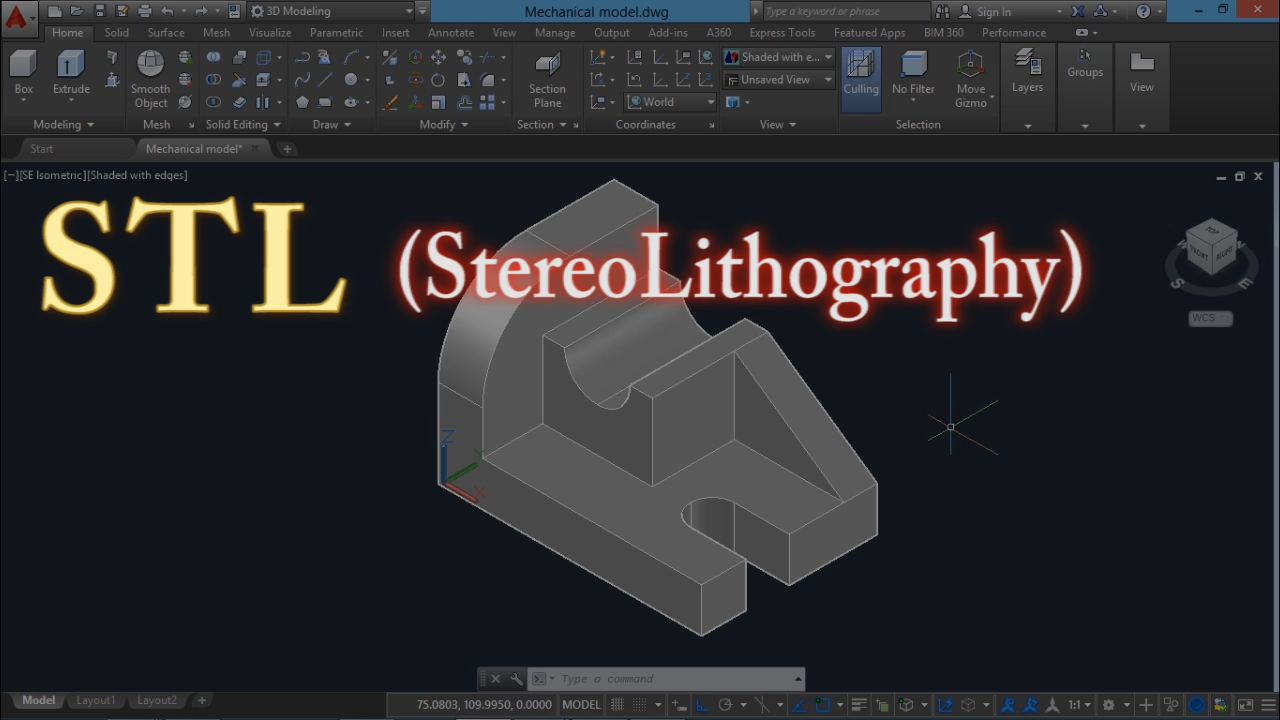 3D Modeling
Mechanical model.dwg
Type a keyword or phrase
Sign In
Home
Solid
Surface
Mesh
Visualize
Parametric
Insert
Annotate
View
Manage
Output
Add-ins
A360
Express Tools
Featured Apps
BIM 360
Performance
Box
Extrude
Smooth
Object
Section
Plane
World
Shaded with e...
Unsaved View
Culling
No Filter
Move
Gizmo
Layers
Groups
View
Modeling
Mesh
Solid Editing
Draw
Modify
Section
Coordinates
View
Selection
Start
Mechanical model*
[−][SE Isometric][Shaded with edges]
STL (StereoLithography)
TOP
FRONT
RIGHT
N
W
S
E
WCS
Z
Y
X
Type a command
Model
Layout1
Layout2
75.0803, 109.9950, 0.0000
MODEL
1:1